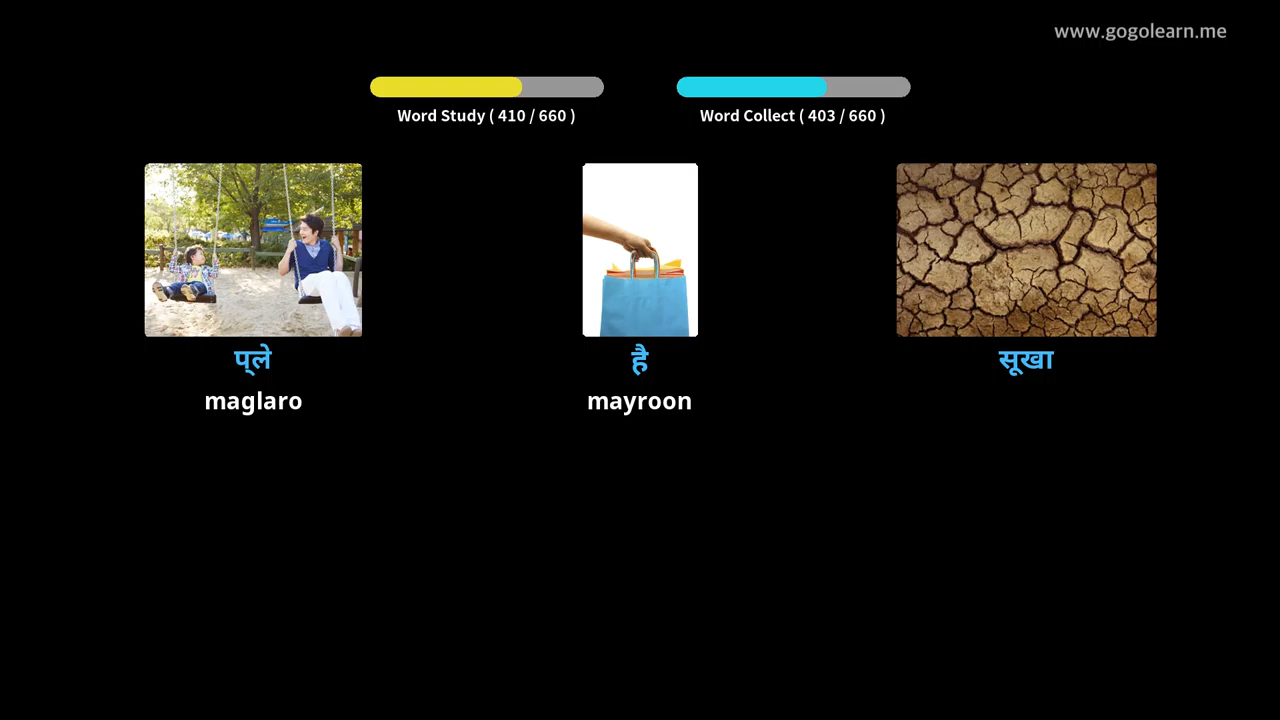 www.gogolearn.me
Word Study ( 410 / 660 )
Word Collect ( 403 / 660 )
प्ले
है
सूखा
maglaro
mayroon